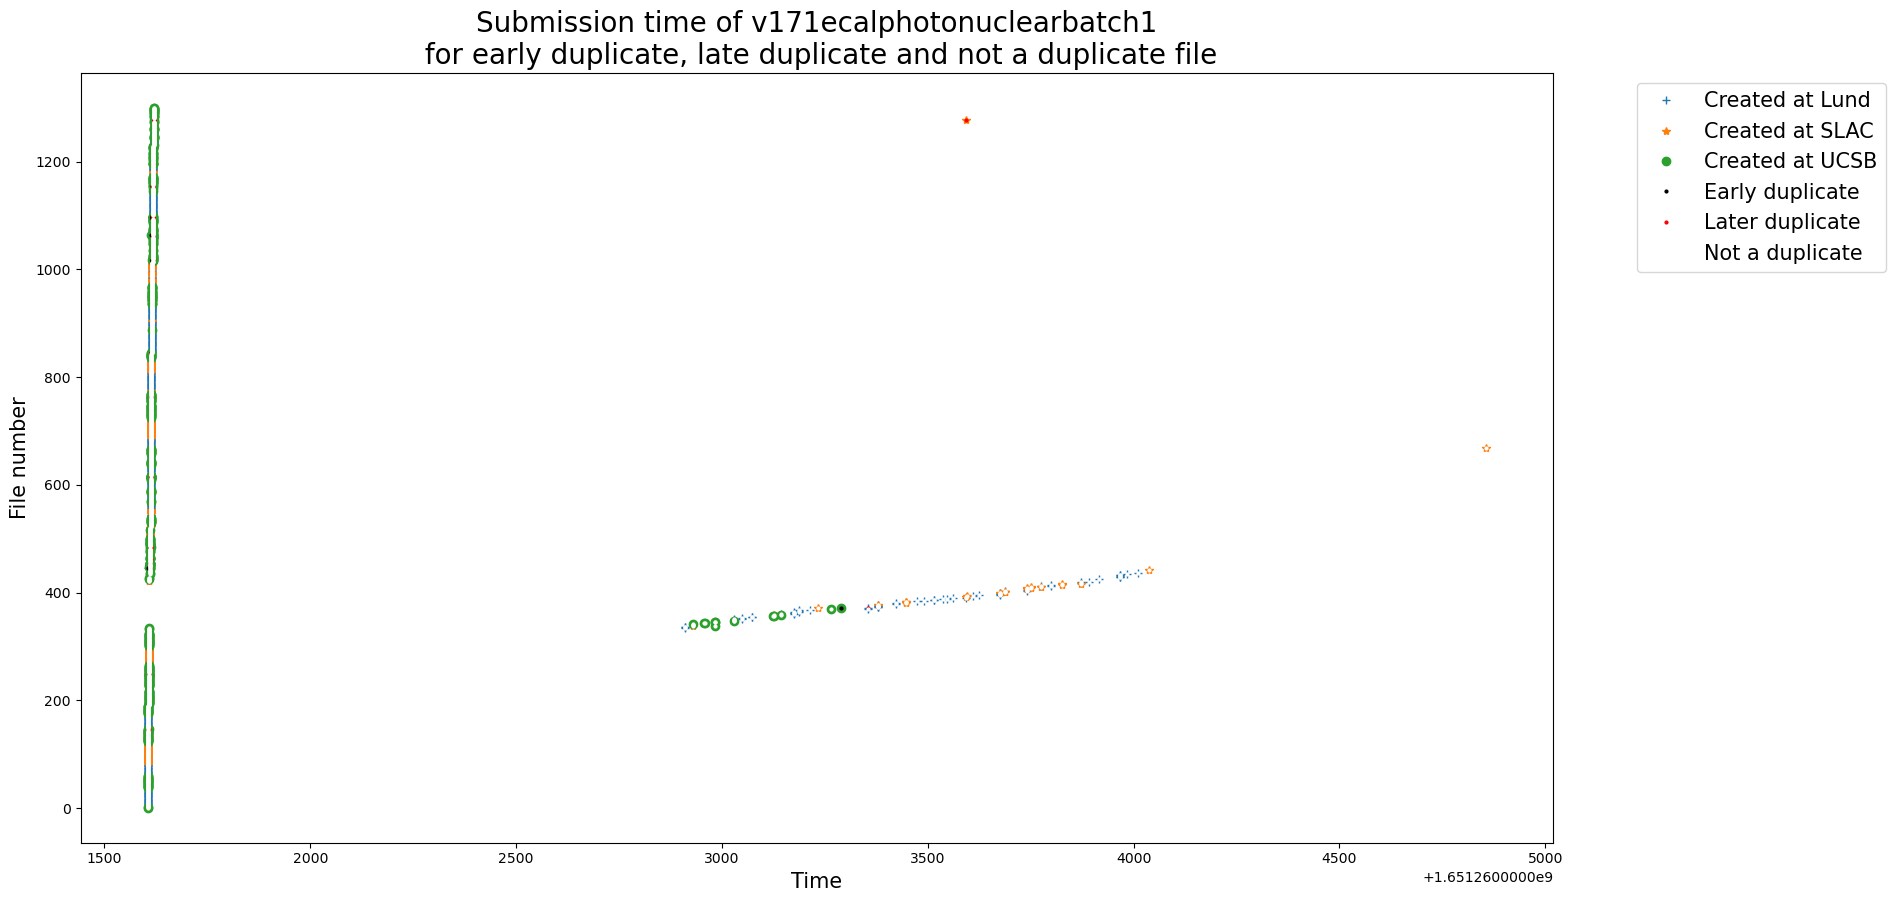 Submission time of v171ecalphotonuclearbatch1
for early duplicate, late duplicate and not a duplicate file
Created at Lund
Created at SLAC
Created at UCSB
Early duplicate
Later duplicate
Not a duplicate
File number
1200
1000
800
600
400
200
0
1500
2000
2500
3000
3500
4000
4500
5000
Time
+1.6512600000e9